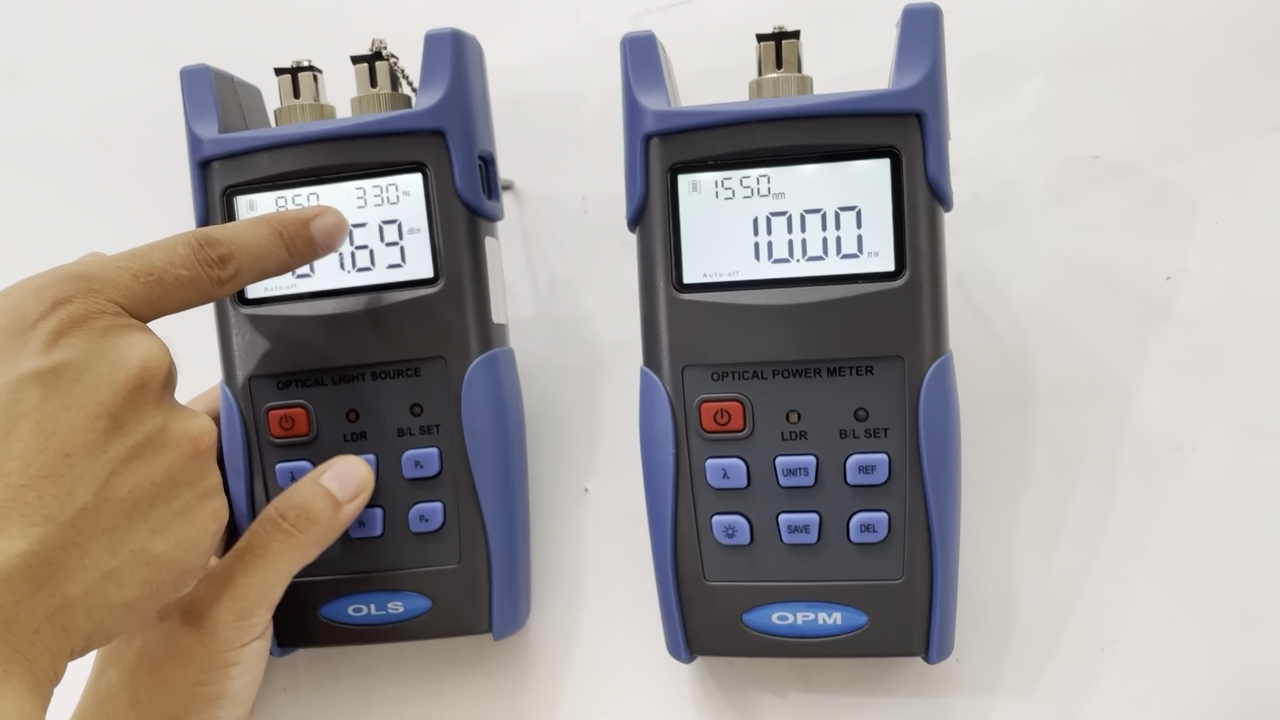 850 330 Hz
.69 dBm
Auto-off
OPTICAL LIGHT SOURCE
LDR B/L SET
λ
OLS
1550 nm
10.00 nw
Auto-off
OPTICAL POWER METER
LDR B/L SET
λ UNITS REF
SAVE DEL
OPM